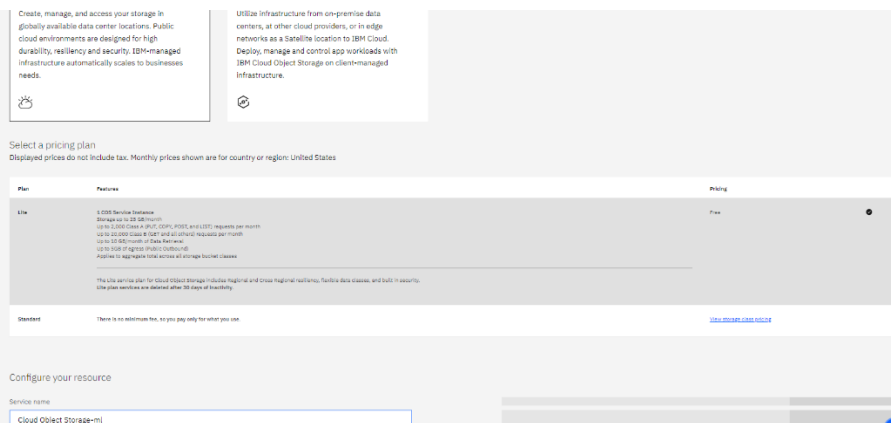 Create, manage, and access your storage in
globally available data center locations. Public
cloud environments are designed for high
durability, resiliency and security. IBM-managed
infrastructure automatically scales to businesses
needs.
Utilize infrastructure from on-premise data
centers, at other cloud providers, or in edge
networks as a Satellite location to IBM Cloud.
Deploy, manage and control app workloads with
IBM Cloud Object Storage on client-managed
infrastructure.
Select a pricing plan
Displayed prices do not include tax. Monthly prices shown are for country or region: United States
Plan
Features
Pricing
Lite
1 COS Service Instance
Storage up to 25 GB/month
Up to 2,000 Class A (PUT, COPY, POST, and LIST) requests per month
Up to 20,000 Class B (GET and all others) requests per month
Up to 10 GB/month of Data Retrieval
Up to 5GB of egress (Public Outbound)
Applies to aggregate total across all storage bucket classes
Free
The Lite service plan for Cloud Object Storage includes Regional and Cross Regional resiliency, flexible data classes, and built in security.
Lite plan services are deleted after 30 days of inactivity.
Standard
There is no minimum fee, so you pay only for what you use.
View storage class pricing
Configure your resource
Service name
Cloud Object Storage-ml